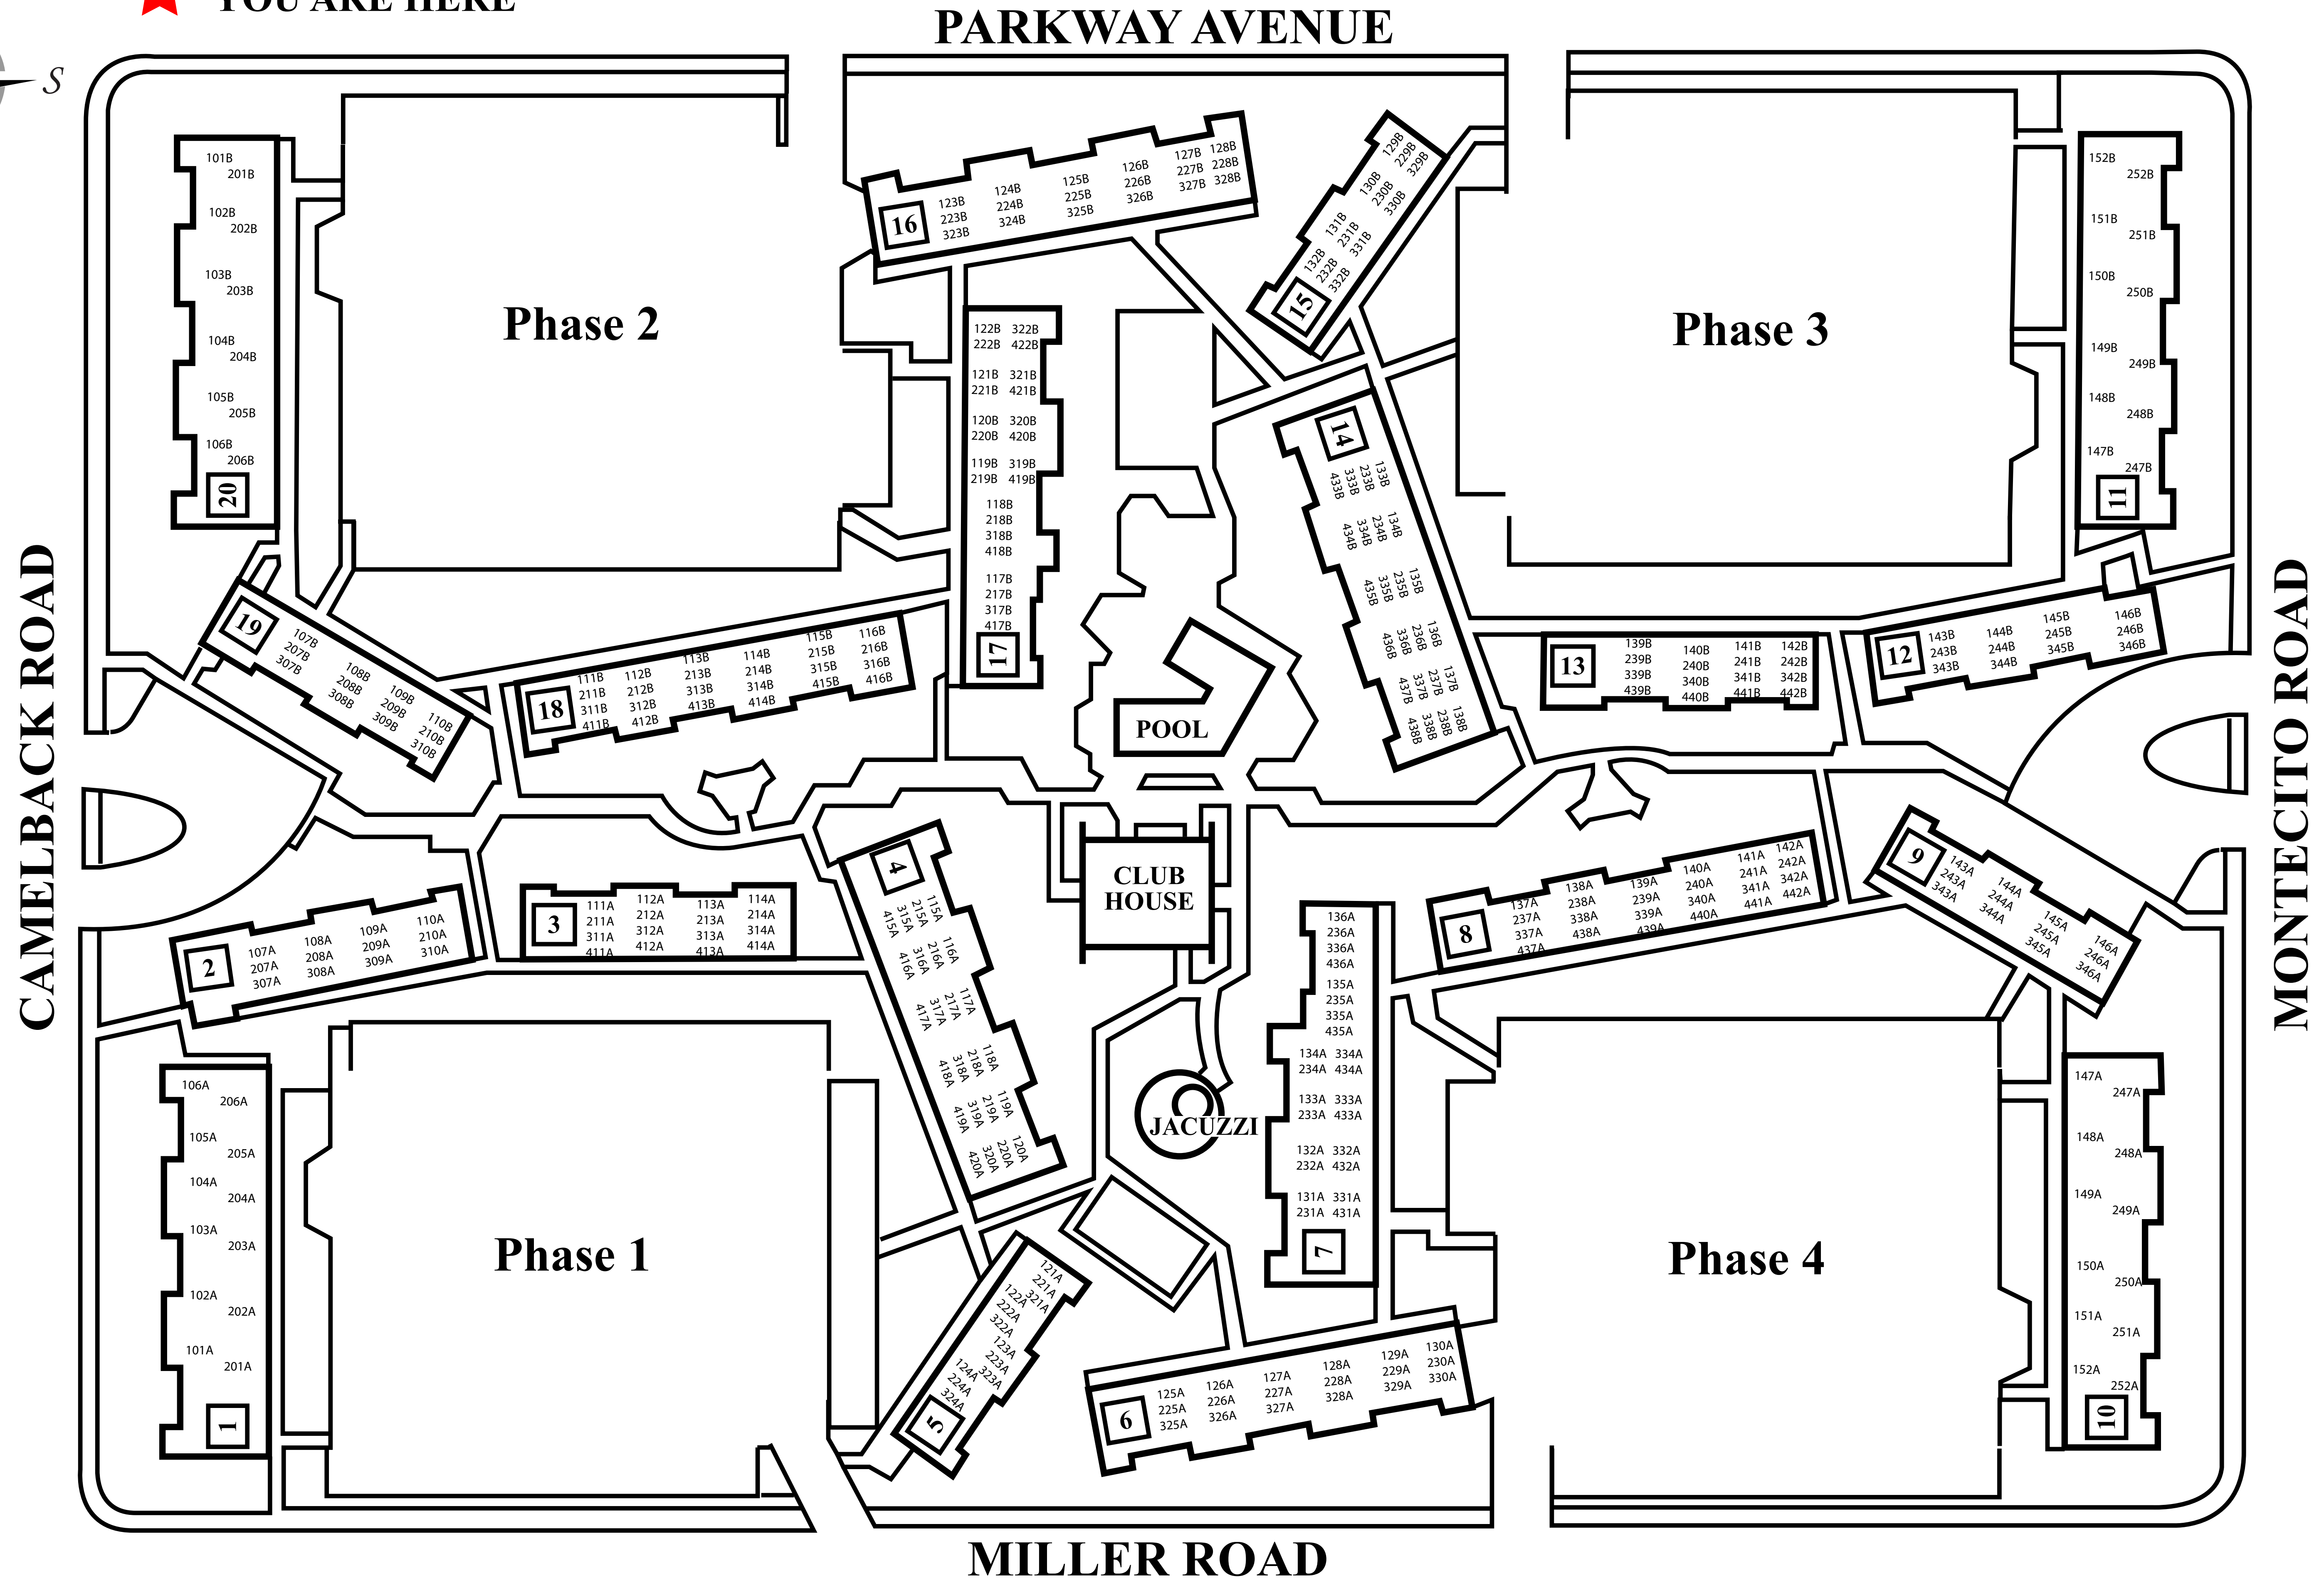 YOU ARE HERE
S
PARKWAY AVENUE
CAMELBACK ROAD
MONTECITO ROAD
MILLER ROAD
Phase 2
Phase 3
Phase 1
Phase 4
POOL
CLUB
HOUSE
JACUZZI
101B
201B
102B
202B
103B
203B
104B
204B
105B
205B
106B
206B
20
19
107B
207B
307B
108B
208B
308B
109B
209B
309B
110B
210B
310B
18
111B
211B
311B
411B
112B
212B
312B
412B
113B
213B
313B
413B
114B
214B
314B
414B
115B
215B
315B
415B
116B
216B
316B
416B
122B 322B
222B 422B
121B 321B
221B 421B
120B 320B
220B 420B
119B 319B
219B 419B
118B
218B
318B
418B
117B
217B
317B
417B
17
16
123B
223B
323B
124B
224B
324B
125B
225B
325B
126B
226B
326B
127B
227B
327B
128B
228B
328B
129B
229B
329B
130B
230B
330B
131B
231B
331B
132B
232B
332B
15
14
133B
233B
333B
433B
134B
234B
334B
434B
135B
235B
335B
435B
136B
236B
336B
436B
137B
237B
337B
437B
138B
238B
338B
438B
13
139B
239B
339B
439B
140B
240B
340B
440B
141B
241B
341B
441B
142B
242B
342B
442B
12
143B
243B
343B
144B
244B
344B
145B
245B
345B
146B
246B
346B
152B
252B
151B
251B
150B
250B
149B
249B
148B
248B
147B
247B
11
2
107A
207A
307A
108A
208A
308A
109A
209A
309A
110A
210A
310A
3
111A
211A
311A
411A
112A
212A
312A
412A
113A
213A
313A
413A
114A
214A
314A
414A
4
115A
215A
315A
415A
116A
216A
316A
416A
117A
217A
317A
417A
118A
218A
318A
418A
119A
219A
319A
419A
120A
220A
320A
420A
106A
206A
105A
205A
104A
204A
103A
203A
102A
202A
101A
201A
1
121A
221A
321A
122A
222A
322A
123A
223A
323A
124A
224A
324A
5
6
125A
225A
325A
126A
226A
326A
127A
227A
327A
128A
228A
328A
129A
229A
329A
130A
230A
330A
136A
236A
336A
436A
135A
235A
335A
435A
134A 334A
234A 434A
133A 333A
233A 433A
132A 332A
232A 432A
131A 331A
231A 431A
7
8
137A
237A
337A
437A
138A
238A
338A
438A
139A
239A
339A
439A
140A
240A
340A
440A
141A
241A
341A
441A
142A
242A
342A
442A
9
143A
243A
343A
144A
244A
344A
145A
245A
345A
146A
246A
346A
147A
247A
148A
248A
149A
249A
150A
250A
151A
251A
152A
252A
10